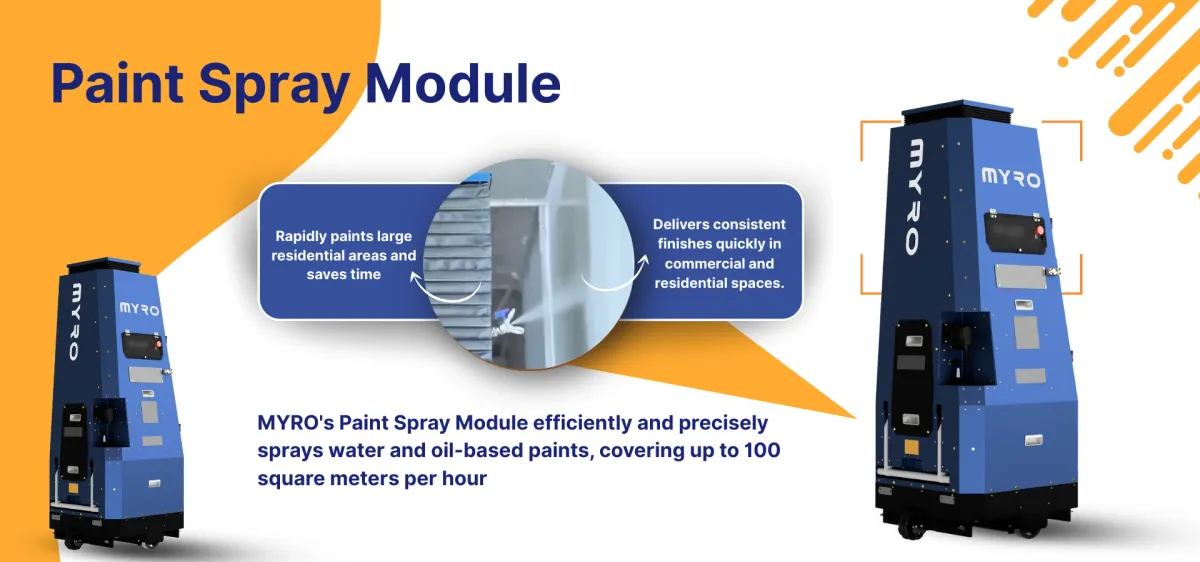 Paint Spray Module
Rapidly paints large
residential areas and
saves time
Delivers consistent
finishes quickly in
commercial and
residential spaces.
MYRO's Paint Spray Module efficiently and precisely
sprays water and oil-based paints, covering up to 100
square meters per hour
MYRO
MYRO
MYRO
MYRO